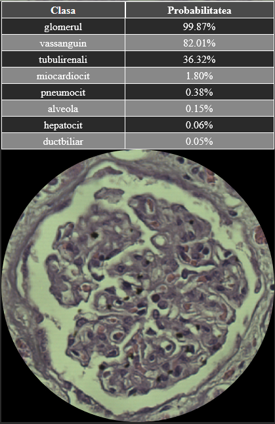 Clasa Probabilitatea
glomerul 99.87%
vassanguin 82.01%
tubulirenali 36.32%
miocardiocit 1.80%
pneumocit 0.38%
alveola 0.15%
hepatocit 0.06%
ductbiliar 0.05%